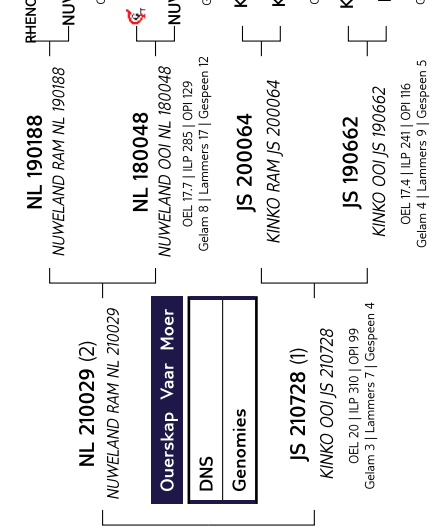 NL 210029 (2)
NUWELAND RAM NL 210029
Ouerskap Vaar Moer
DNS
Genomies
JS 210728 (1)
KINKO OOI JS 210728
OEL 20 | ILP 310 | OPI 99
Gelam 3 | Lammers 7 | Gespeen 4
NL 190188
NUWELAND RAM NL 190188
NL 180048
NUWELAND OOI NL 180048
OEL 17.7 | ILP 285 | OPI 129
Gelam 8 | Lammers 17 | Gespeen 12
JS 200064
KINKO RAM JS 200064
JS 190662
KINKO OOI JS 190662
OEL 17.4 | ILP 241 | OPI 116
Gelam 4 | Lammers 9 | Gespeen 5